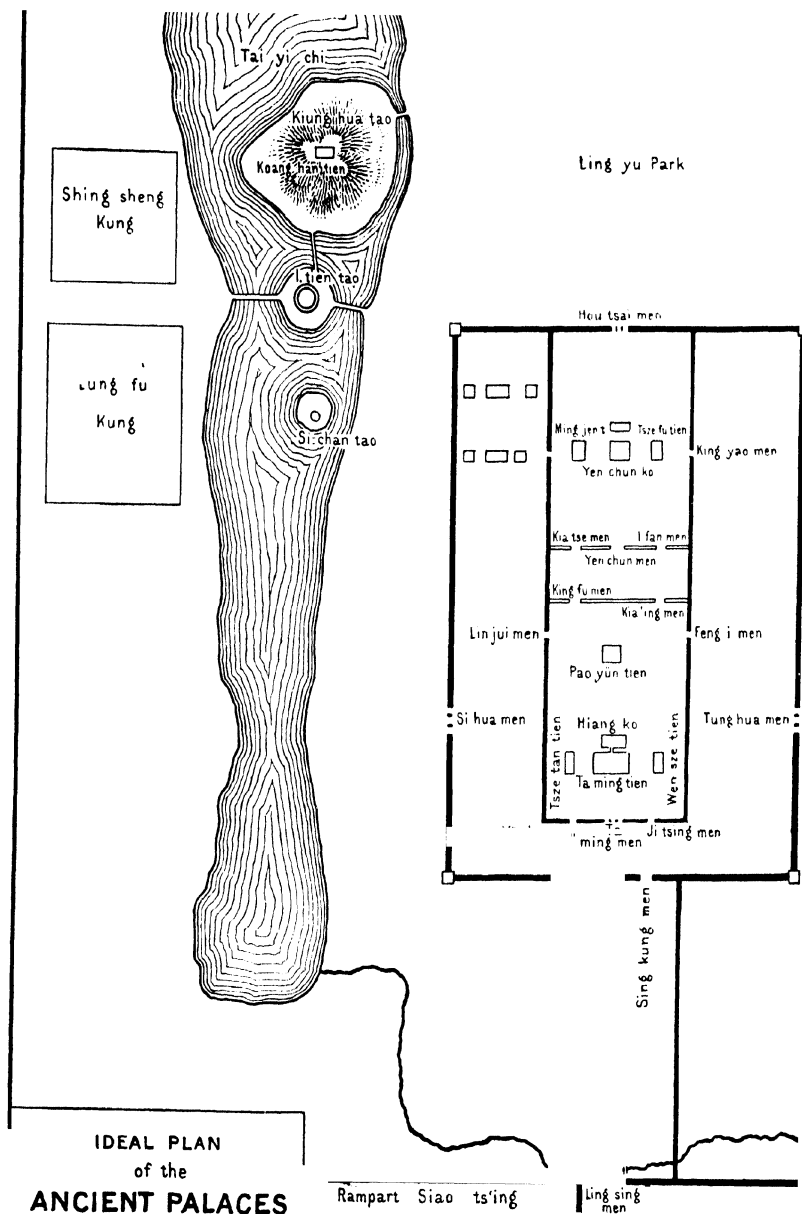 Tai yi chi
Kiung hua tao
Koang han tien
Ling yu Park
Shing sheng
Kung
I. tien tao
Hou tsai men
fu
Kung
Si chan tao
Ming jen t
Tsze fu tien
King yao men
Yen chun ko
Kia tse men
I fan men
Yen chun men
King fu men
Kia'ing men
Lin jui men
Feng i men
Pao yün tien
Si hua men
Tung hua men
Hiang ko
Tsze tan tien
Wen sze tien
Ta ming tien
Ji tsing men
ming men
Sing kung men
IDEAL PLAN
of the
ANCIENT PALACES
Rampart Siao ts'ing
Ling sing
men